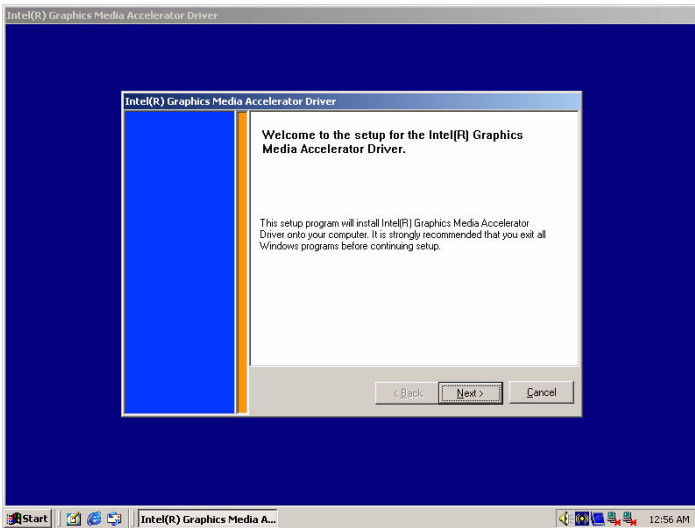 Intel(R) Graphics Media Accelerator Driver
Intel(R) Graphics Media Accelerator Driver
Welcome to the setup for the Intel(R) Graphics
Media Accelerator Driver.
This setup program will install Intel(R) Graphics Media Accelerator
Driver onto your computer. It is strongly recommended that you exit all
Windows programs before continuing setup.
< Back Next > Cancel
Start Intel(R) Graphics Media A... 12:56 AM